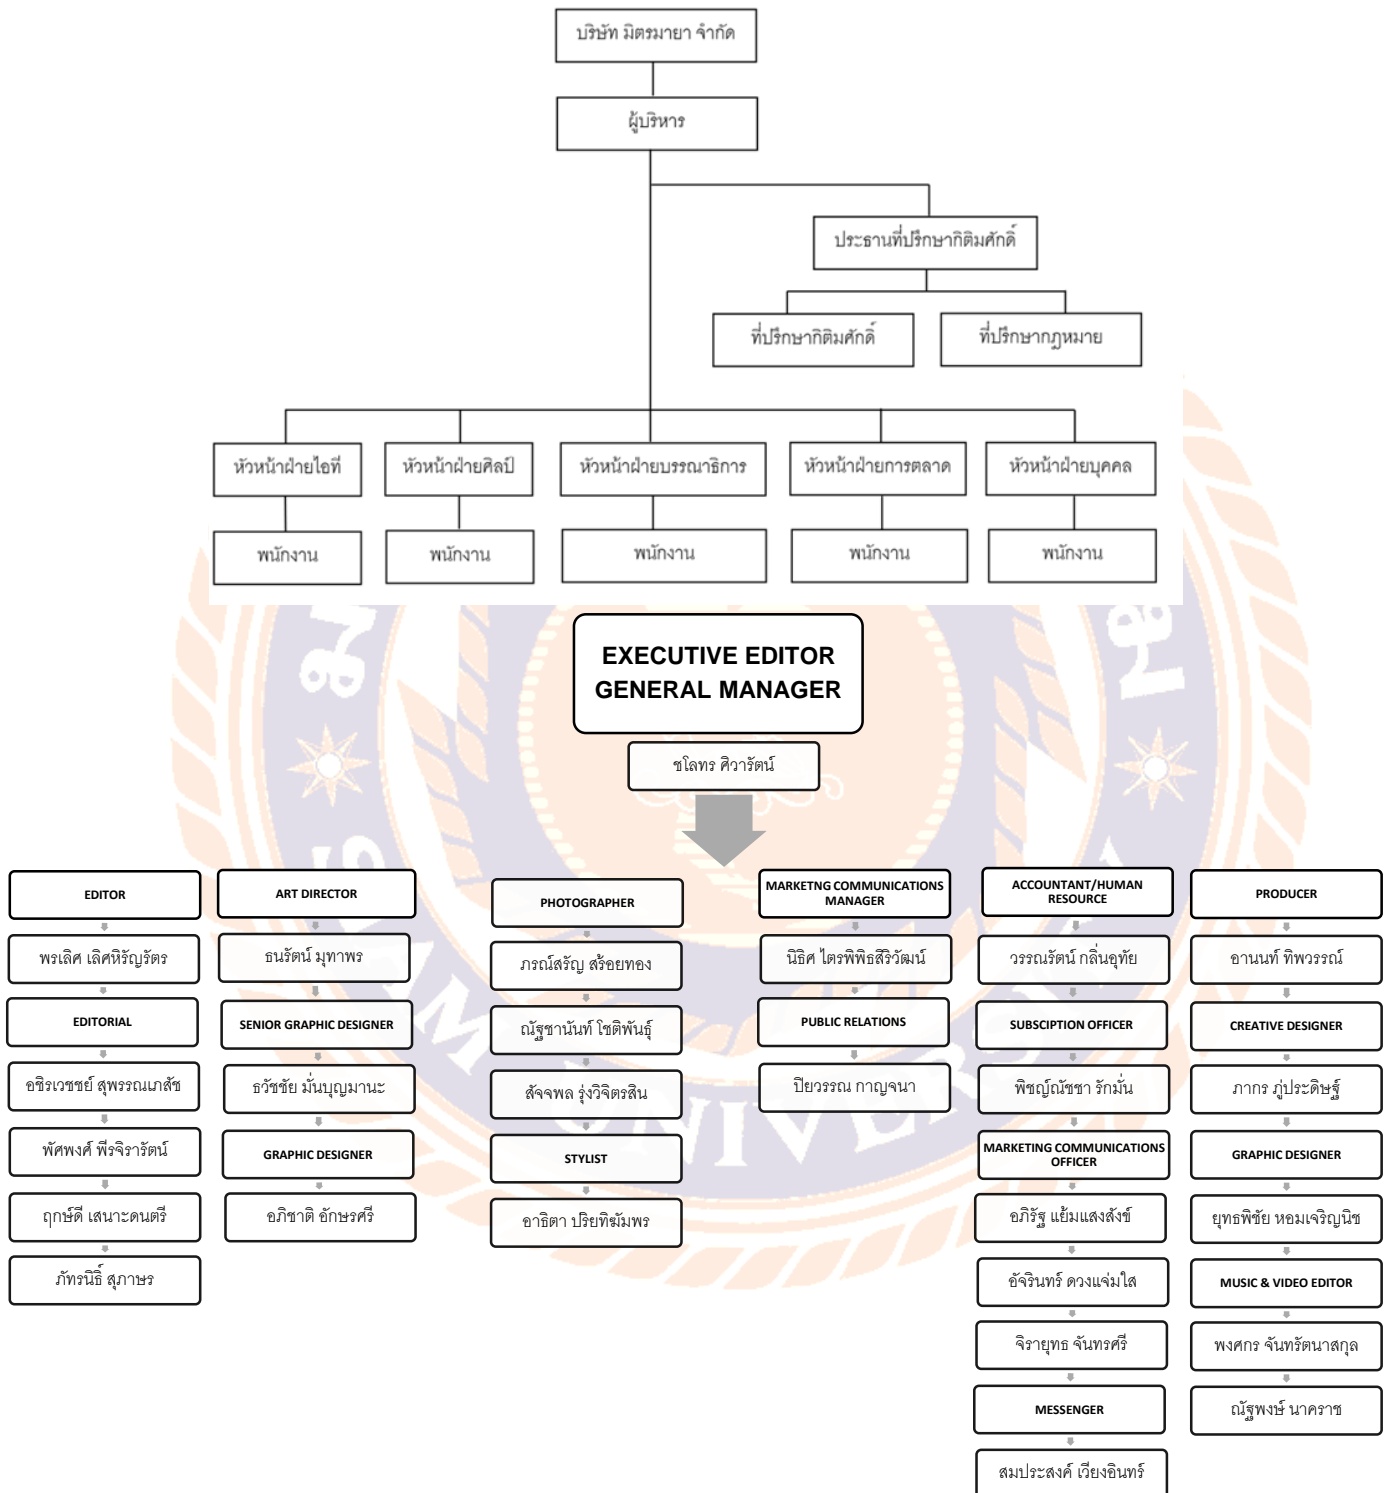 บริษัท มิตรมายา จำกัด
ผู้บริหาร
ประธานที่ปรึกษากิติมศักดิ์
ที่ปรึกษากิติมศักดิ์
ที่ปรึกษากฎหมาย
หัวหน้าฝ่ายไอที
หัวหน้าฝ่ายศิลป์
หัวหน้าฝ่ายบรรณาธิการ
หัวหน้าฝ่ายการตลาด
หัวหน้าฝ่ายบุคคล
พนักงาน
พนักงาน
พนักงาน
พนักงาน
พนักงาน
EXECUTIVE EDITOR
GENERAL MANAGER
ชโลทร ศิวารัตน์
EDITOR
พรเลิศ เลิศหิรัญรัตร
EDITORIAL
อชิรเวชชย์ สุพรรณเภสัช
พัศพงศ์ พีรจิรารัตน์
ฤกษ์ดี เสนาะดนตรี
ภัทรนิธิ์ สุภาษร
ART DIRECTOR
ธนรัตน์ มุทาพร
SENIOR GRAPHIC DESIGNER
ธวัชชัย มั่นบุญมานะ
GRAPHIC DESIGNER
อภิชาติ อักษรศรี
PHOTOGRAPHER
ภรณ์สรัญ สร้อยทอง
ณัฐชานันท์ โชติพันธุ์
สัจจพล รุ่งวิจิตรสิน
STYLIST
อาธิตา ปริยทิฆัมพร
MARKETNG COMMUNICATIONS
MANAGER
นิธิศ ไตรพิพิธสิริวัฒน์
PUBLIC RELATIONS
ปิยวรรณ กาญจนา
ACCOUNTANT/HUMAN
RESOURCE
วรรณรัตน์ กลิ่นอุทัย
SUBSCIPTION OFFICER
พิชญ์ณัชชา รักมั่น
MARKETING COMMUNICATIONS
OFFICER
อภิรัฐ แย้มแสงสังข์
อัจรินทร์ ดวงแจ่มใส
จิรายุทธ จันทรศรี
MESSENGER
สมประสงค์ เวียงอินทร์
PRODUCER
อานนท์ ทิพวรรณ์
CREATIVE DESIGNER
ภากร ภู่ประดิษฐ์
GRAPHIC DESIGNER
ยุทธพิชัย หอมเจริญนิช
MUSIC & VIDEO EDITOR
พงศกร จันทรัตนาสกุล
ณัฐพงษ์ นาคราช